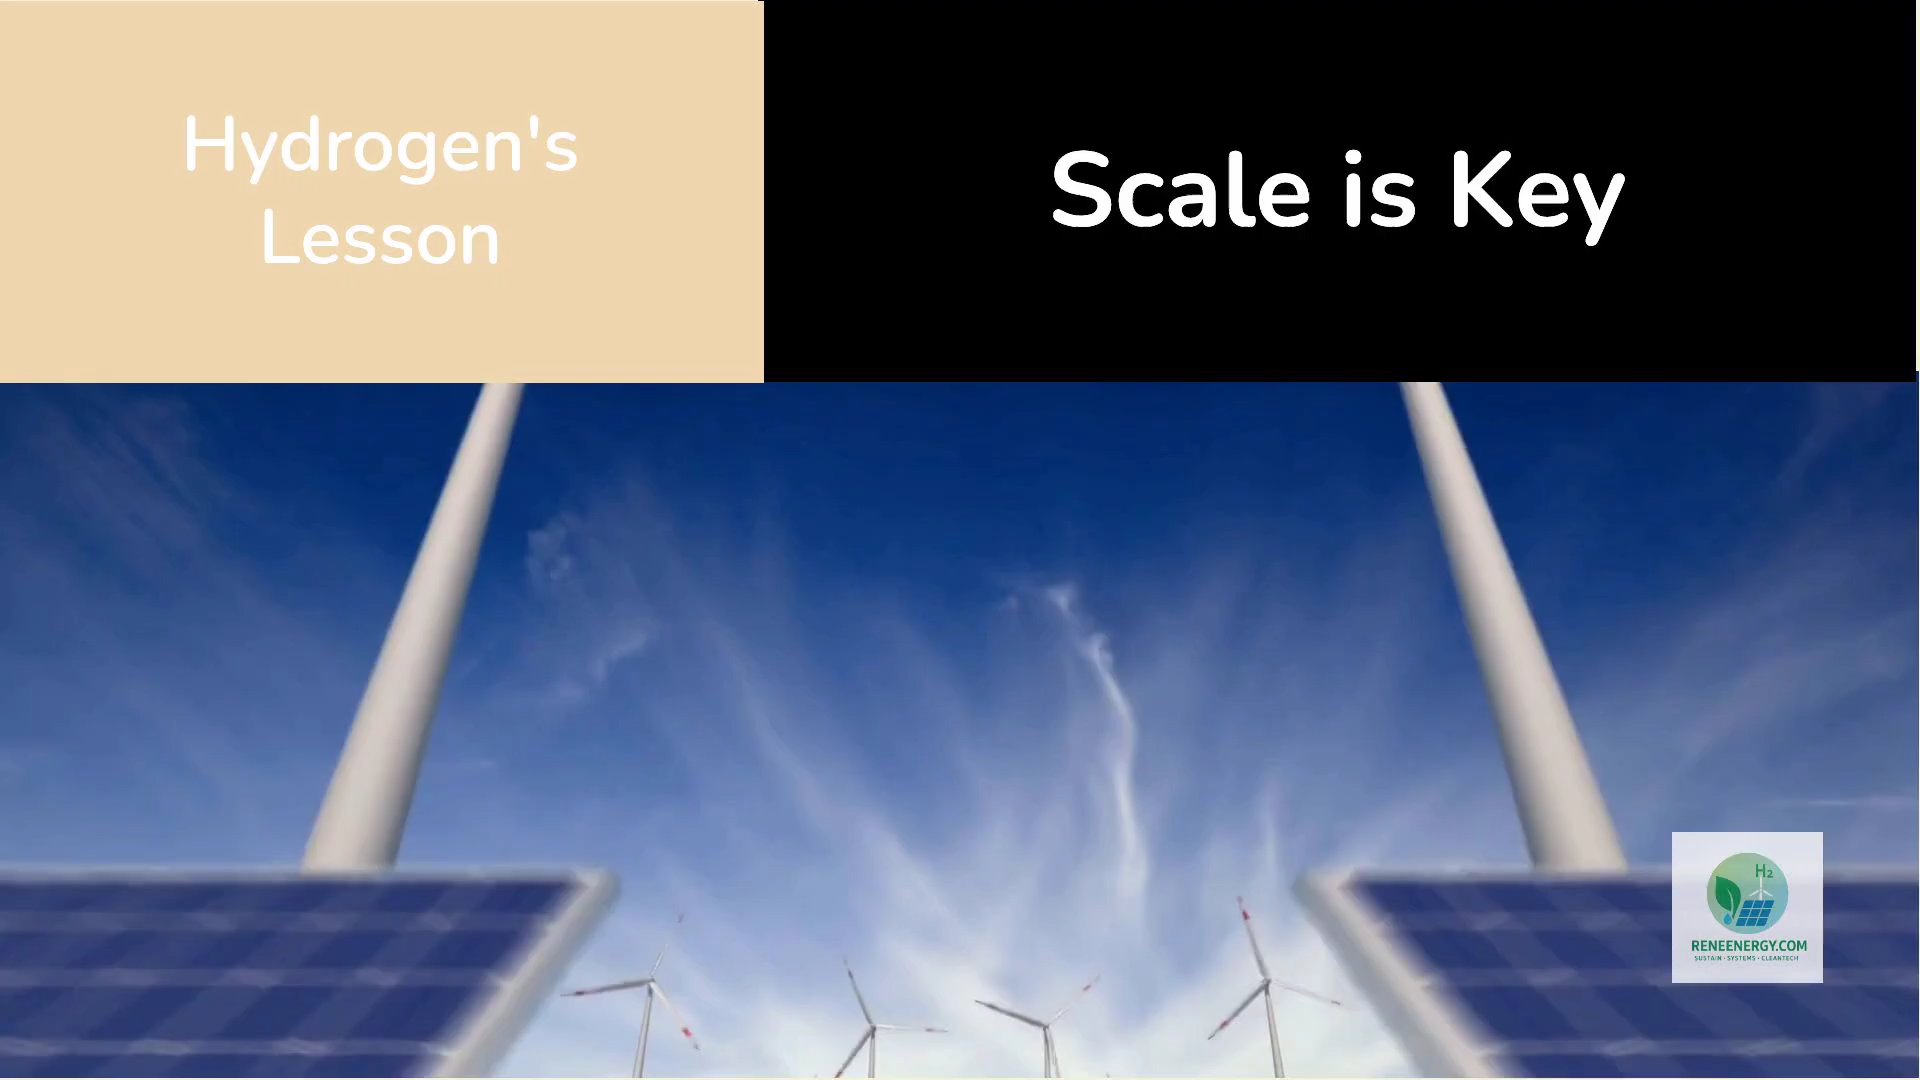 Hydrogen's
Lesson
Scale is Key
H₂
RENEENERGY.COM
SUSTAIN · SYSTEMS · CLEANTECH